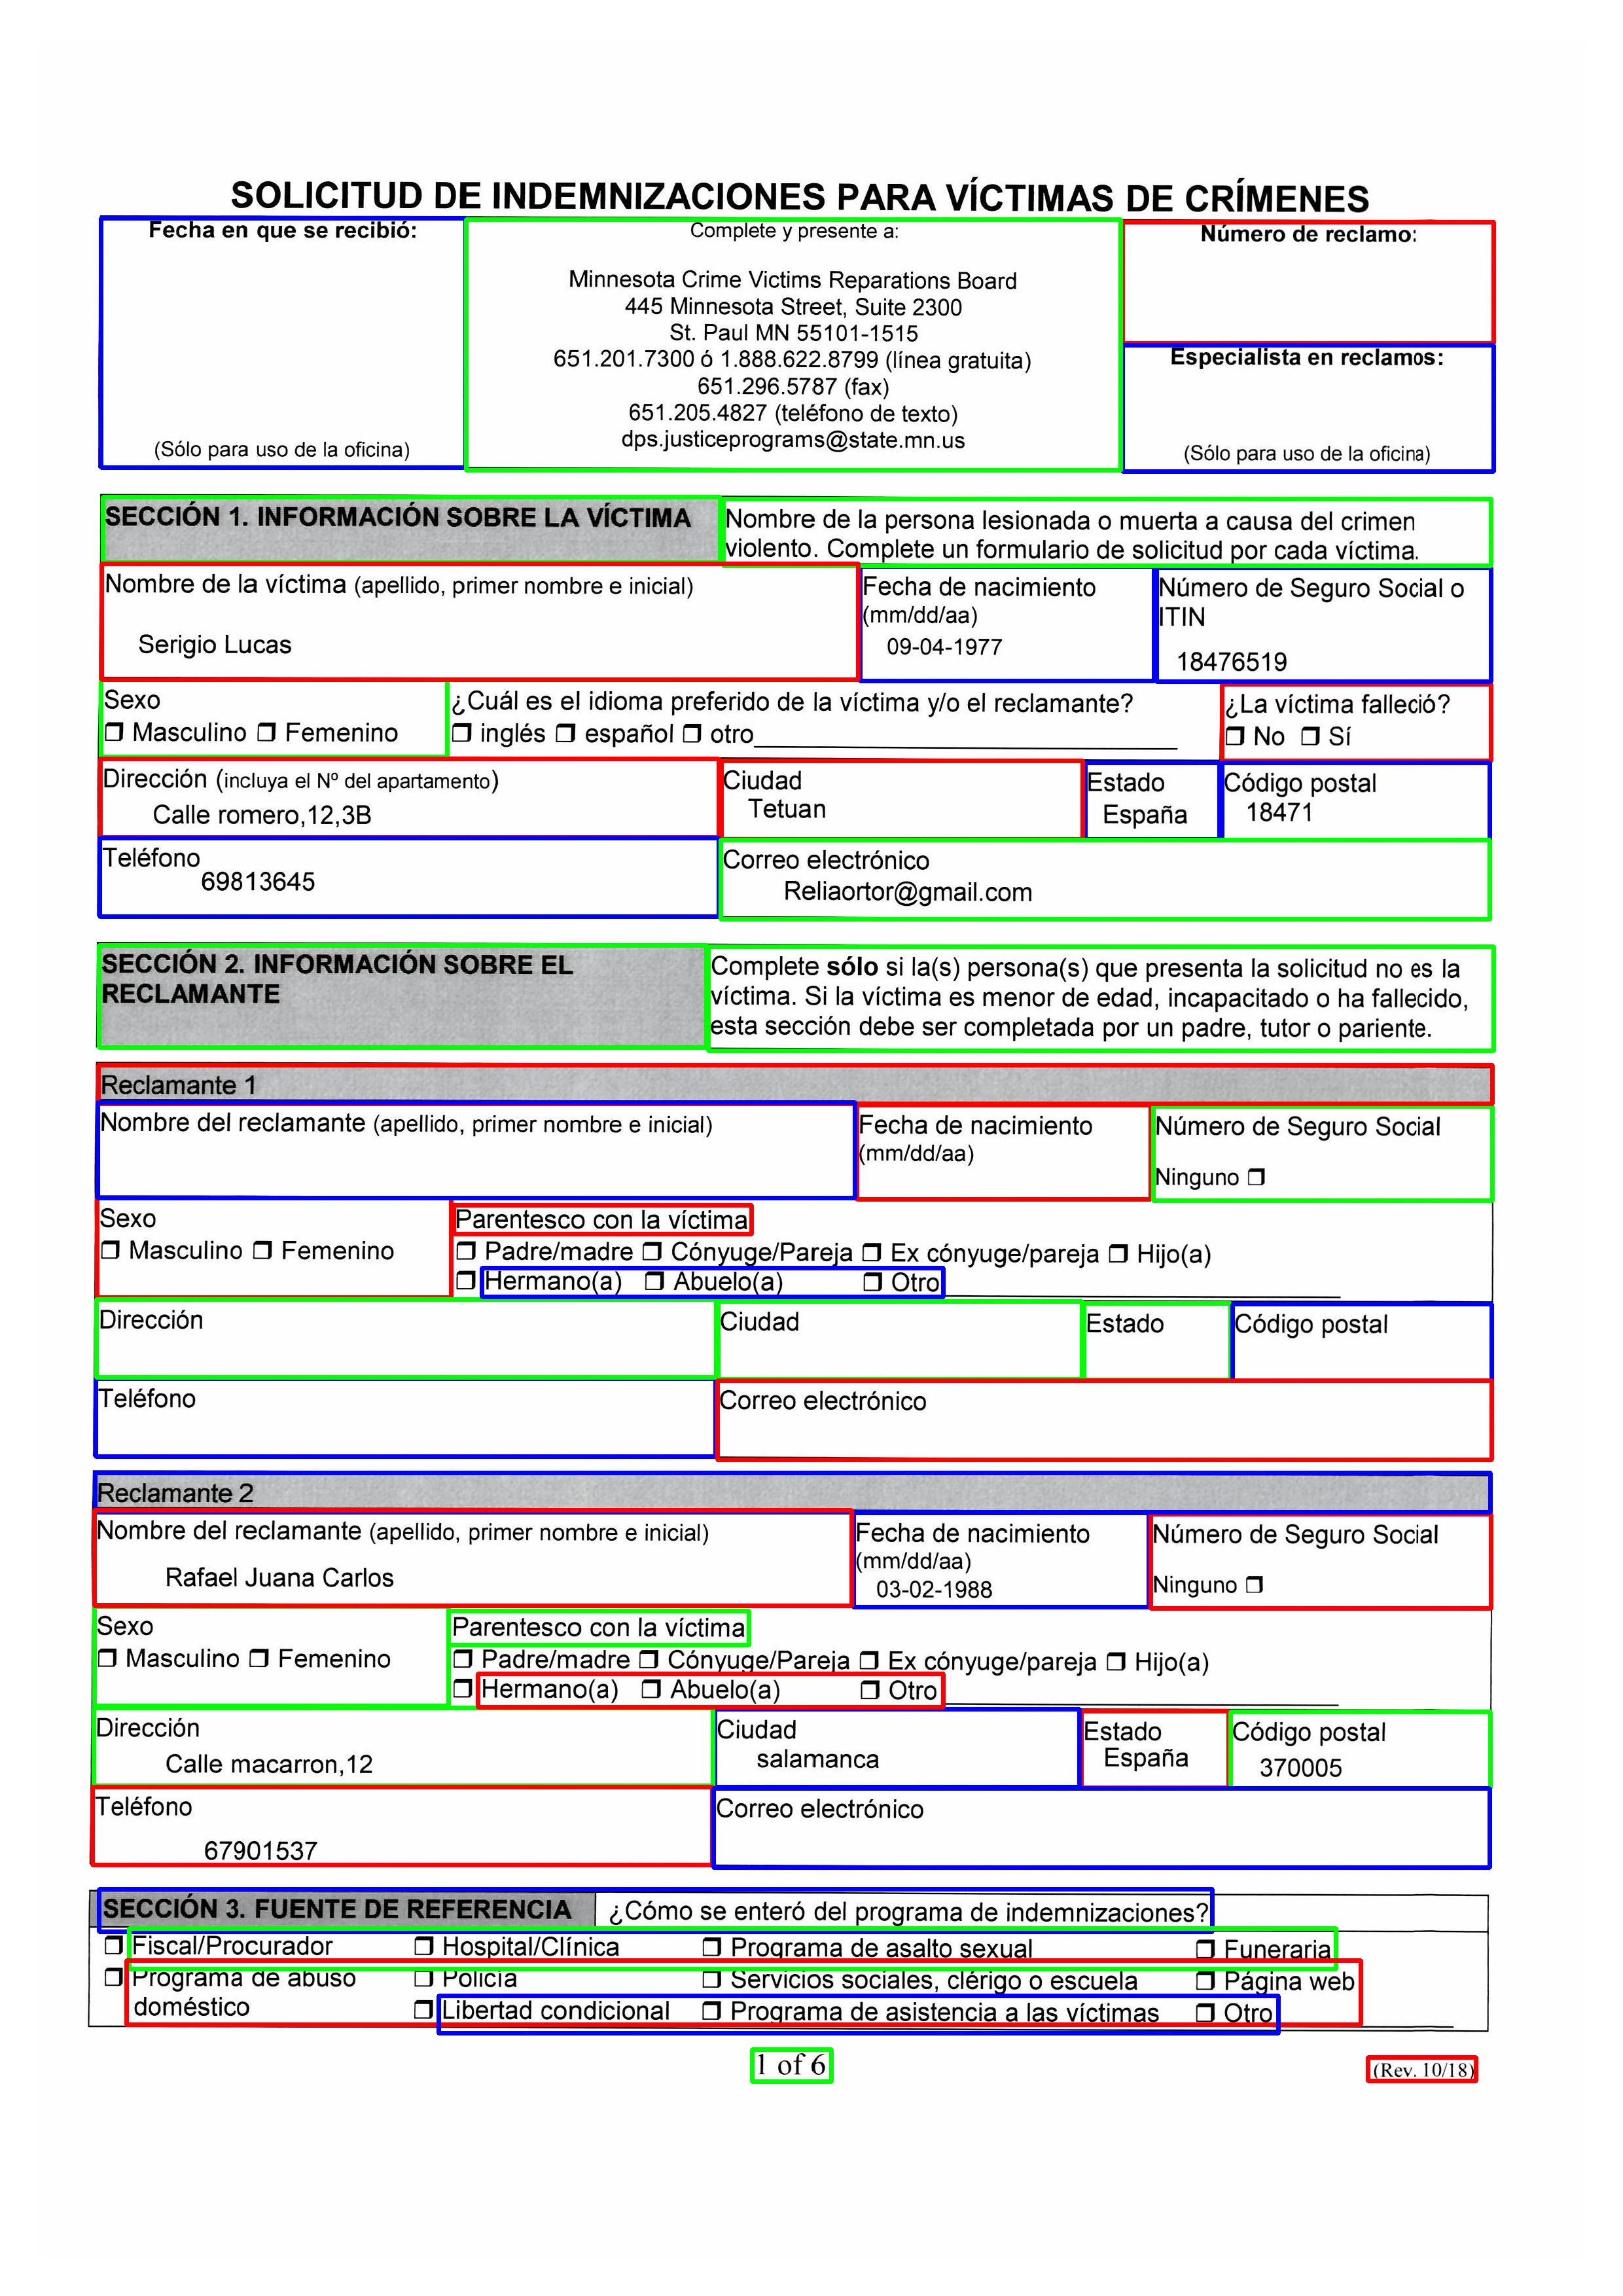 SOLICITUD DE INDEMNIZACIONES PARA VÍCTIMAS DE CRÍMENES
Fecha en que se recibió:
(Sólo para uso de la oficina)
Complete y presente a:
Minnesota Crime Victims Reparations Board
445 Minnesota Street, Suite 2300
St. Paul MN 55101-1515
651.201.7300 ó 1.888.622.8799 (línea gratuita)
651.296.5787 (fax)
651.205.4827 (teléfono de texto)
dps.justiceprograms@state.mn.us
Número de reclamo:
Especialista en reclamos:
(Sólo para uso de la oficina)
SECCIÓN 1. INFORMACIÓN SOBRE LA VÍCTIMA
Nombre de la persona lesionada o muerta a causa del crimen
violento. Complete un formulario de solicitud por cada víctima.
Nombre de la víctima (apellido, primer nombre e inicial)
Serigio Lucas
Fecha de nacimiento
(mm/dd/aa)
09-04-1977
Número de Seguro Social o
ITIN
18476519
Sexo
❒ Masculino ❒ Femenino
¿Cuál es el idioma preferido de la víctima y/o el reclamante?
❒ inglés ❒ español ❒ otro
¿La víctima falleció?
❒ No ❒ Sí
Dirección (incluya el Nº del apartamento)
Calle romero,12,3B
Ciudad
Tetuan
Estado
España
Código postal
18471
Teléfono
69813645
Correo electrónico
Reliaortor@gmail.com
SECCIÓN 2. INFORMACIÓN SOBRE EL
RECLAMANTE
Complete sólo si la(s) persona(s) que presenta la solicitud no es la
víctima. Si la víctima es menor de edad, incapacitado o ha fallecido,
esta sección debe ser completada por un padre, tutor o pariente.
Reclamante 1
Nombre del reclamante (apellido, primer nombre e inicial)
Fecha de nacimiento
(mm/dd/aa)
Número de Seguro Social
Ninguno ❒
Sexo
❒ Masculino ❒ Femenino
Parentesco con la víctima
❒ Padre/madre ❒ Cónyuge/Pareja ❒ Ex cónyuge/pareja ❒ Hijo(a)
❒ Hermano(a) ❒ Abuelo(a) ❒ Otro
Dirección
Ciudad
Estado
Código postal
Teléfono
Correo electrónico
Reclamante 2
Nombre del reclamante (apellido, primer nombre e inicial)
Rafael Juana Carlos
Fecha de nacimiento
(mm/dd/aa)
03-02-1988
Número de Seguro Social
Ninguno ❒
Sexo
❒ Masculino ❒ Femenino
Parentesco con la víctima
❒ Padre/madre ❒ Cónyuge/Pareja ❒ Ex cónyuge/pareja ❒ Hijo(a)
❒ Hermano(a) ❒ Abuelo(a) ❒ Otro
Dirección
Calle macarron,12
Ciudad
salamanca
Estado
España
Código postal
370005
Teléfono
67901537
Correo electrónico
SECCIÓN 3. FUENTE DE REFERENCIA ¿Cómo se enteró del programa de indemnizaciones?
❒ Fiscal/Procurador ❒ Hospital/Clínica ❒ Programa de asalto sexual ❒ Funeraria
❒ Programa de abuso ❒ Policía ❒ Servicios sociales, clérigo o escuela ❒ Página web
doméstico ❒ Libertad condicional ❒ Programa de asistencia a las víctimas ❒ Otro
1 of 6
(Rev. 10/18)